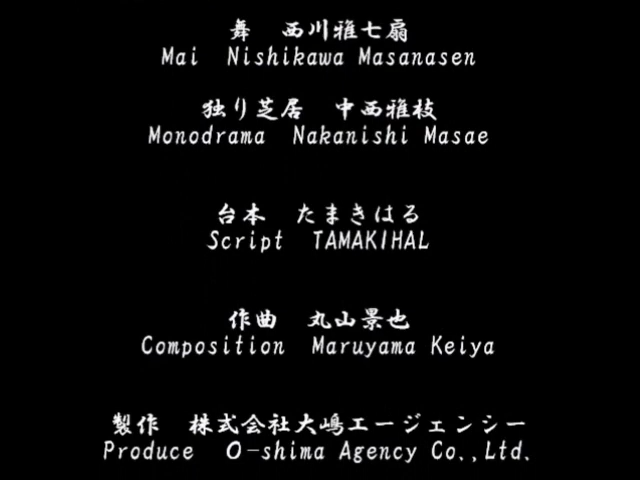 舞　西川雅七扇
Mai　Nishikawa Masanasen
独り芝居　中西雅枝
Monodrama　Nakanishi Masae
台本　たまきはる
Script　TAMAKIHAL
作曲　丸山景也
Composition　Maruyama Keiya
製作　株式会社大嶋エージェンシー
Produce　O-shima Agency Co.,Ltd.